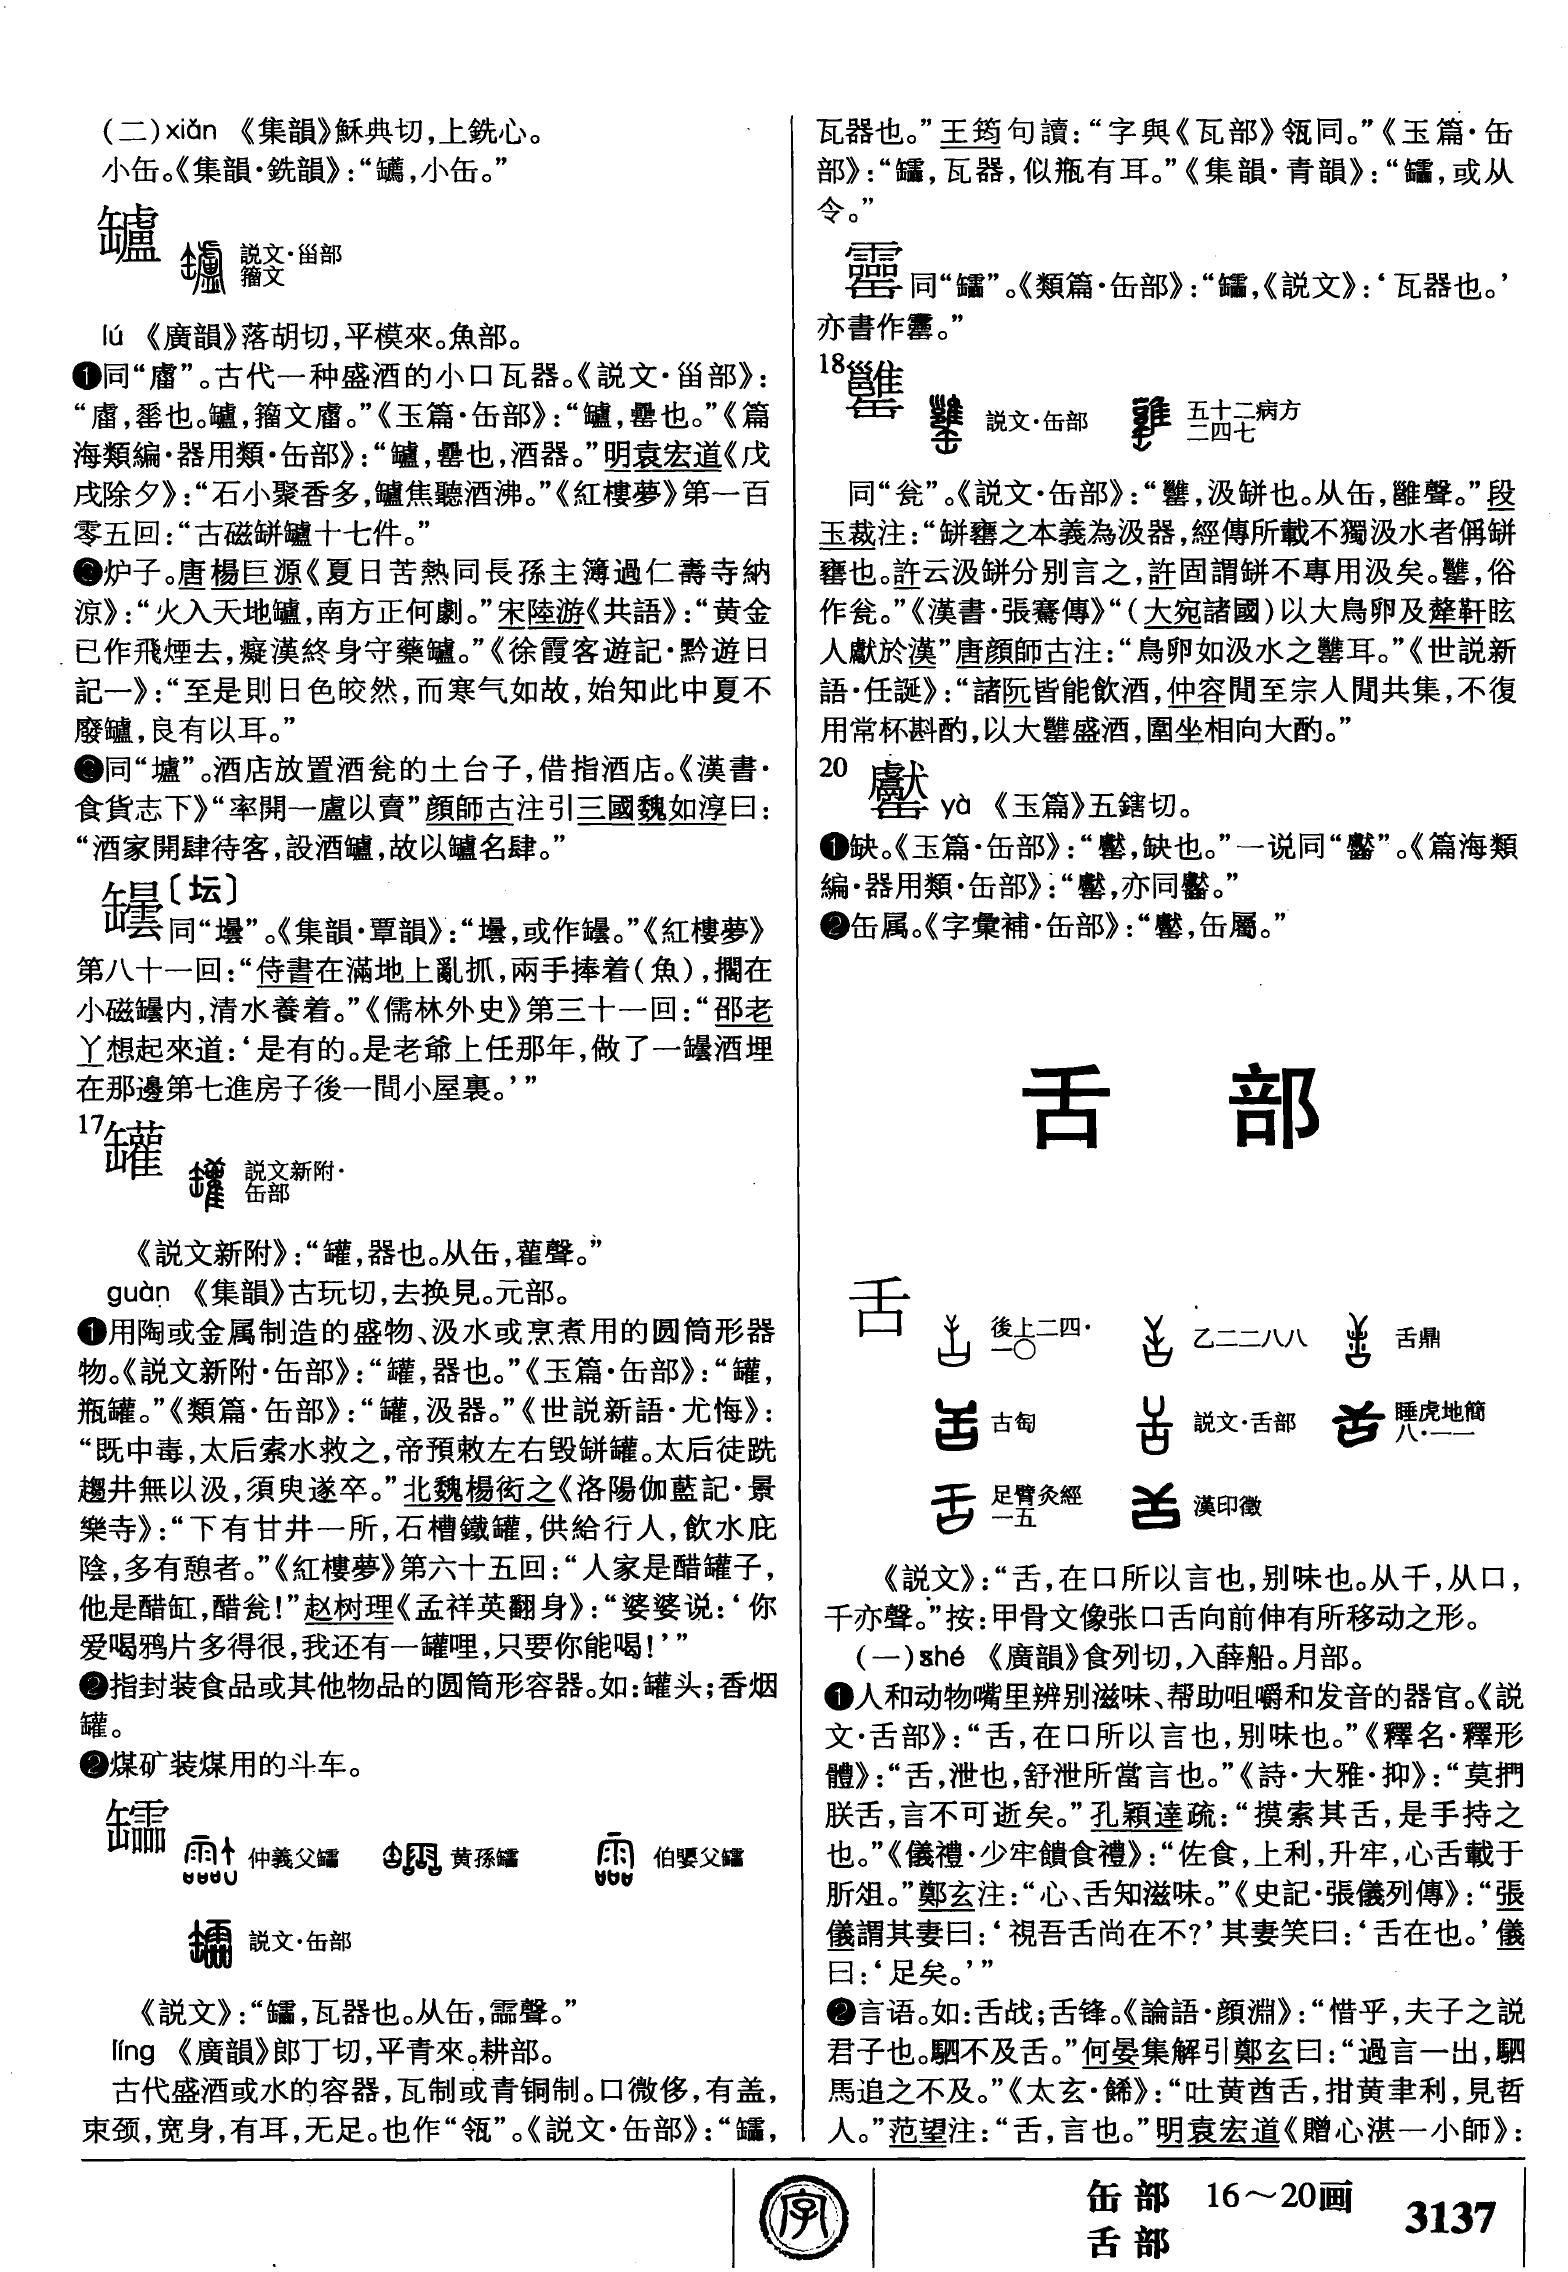 (二)xiǎn 《集韻》穌典切,上銑心。
小缶。《集韻·銑韻》:“䥰,小缶。”
罏
説文·甾部
籀文
lú 《廣韻》落胡切,平模來。魚部。
❶同“𤮨”。古代一种盛酒的小口瓦器。《説文·甾部》:
“𤮨,㽀也。罏,籀文𤮨。”《玉篇·缶部》:“罏,罍也。”《篇
海類編·器用類·缶部》:“罏,罍也,酒器。”明袁宏道《戊
戌除夕》:“石小聚香多,罏焦聽酒沸。”《紅樓夢》第一百
零五回:“古磁缾罏十七件。”
❷炉子。唐楊巨源《夏日苦熱同長孫主簿過仁壽寺納
涼》:“火入天地罏,南方正何劇。”宋陸游《共語》:“黄金
已作飛煙去,癡漢終身守藥罏。”《徐霞客遊記·黔遊日
記一》:“至是則日色皎然,而寒气如故,始知此中夏不
廢罏,良有以耳。”
❸同“壚”。酒店放置酒瓮的土台子,借指酒店。《漢書·
食貨志下》“率開一盧以賣”顔師古注引三國魏如淳曰:
“酒家開肆待客,設酒罏,故以罏名肆。”
罎〔坛〕
同“壜”。《集韻·覃韻》:“壜,或作罎。”《紅樓夢》
第八十一回:“侍書在滿地上亂抓,兩手捧着(魚),擱在
小磁罎内,清水養着。”《儒林外史》第三十一回:“邵老
丫想起來道:‘是有的。是老爺上任那年,做了一罎酒埋
在那邊第七進房子後一間小屋裏。’”
17
罐
説文新附·
缶部
《説文新附》:“罐,器也。从缶,雚聲。”
guàn 《集韻》古玩切,去换見。元部。
❶用陶或金属制造的盛物、汲水或烹煮用的圆筒形器
物。《説文新附·缶部》:“罐,器也。”《玉篇·缶部》:“罐,
瓶罐。”《類篇·缶部》:“罐,汲器。”《世説新語·尤悔》:
“既中毒,太后索水救之,帝預敕左右毁缾罐。太后徒跣
趨井無以汲,須臾遂卒。”北魏楊衒之《洛陽伽藍記·景
樂寺》:“下有甘井一所,石槽鐵罐,供給行人,飲水庇
陰,多有憩者。”《紅樓夢》第六十五回:“人家是醋罐子,
他是醋缸,醋瓮!”赵树理《孟祥英翻身》:“婆婆说:‘你
爱喝鸦片多得很,我还有一罐哩,只要你能喝!’”
❷指封装食品或其他物品的圆筒形容器。如:罐头;香烟
罐。
❷煤矿装煤用的斗车。
䍅
仲義父䍅
黄孫䍅
伯㚰父䍅
説文·缶部
《説文》:“䍅,瓦器也。从缶,霝聲。”
líng 《廣韻》郎丁切,平青來。耕部。
古代盛酒或水的容器,瓦制或青铜制。口微侈,有盖,
束颈,宽身,有耳,无足。也作“瓴”。《説文·缶部》:“䍅,
瓦器也。”王筠句讀:“字與《瓦部》瓴同。”《玉篇·缶
部》:“䍅,瓦器,似瓶有耳。”《集韻·青韻》:“䍅,或从
令。”
同“䍅”。《類篇·缶部》:“䍅,《説文》:‘瓦器也。’
亦書作。”
18
罋
説文·缶部
五十二病方
二四七
同“瓮”。《説文·缶部》:“罋,汲缾也。从缶,雝聲。”段
玉裁注:“缾罋之本義為汲器,經傳所載不獨汲水者偁缾
罋也。許云汲缾分别言之,許固謂缾不專用汲矣。罋,俗
作瓮。”《漢書·張騫傳》“(大宛諸國)以大鳥卵及犛靬眩
人獻於漢”唐顔師古注:“鳥卵如汲水之罋耳。”《世説新
語·任誕》:“諸阮皆能飲酒,仲容閒至宗人閒共集,不復
用常杯斟酌,以大罋盛酒,圍坐相向大酌。”
20
yà 《玉篇》五鎋切。
❶缺。《玉篇·缶部》:“,缺也。”一说同“”。《篇海類
編·器用類·缶部》:“,亦同。”
❷缶属。《字彙補·缶部》:“,缶屬。”
舌 部
舌
後上二四·
一〇
乙二二八八
舌鼎
古匋
説文·舌部
睡虎地簡
八·一一
足臂灸經
一五
漢印徵
《説文》:“舌,在口所以言也,别味也。从千,从口,
千亦聲。”按:甲骨文像张口舌向前伸有所移动之形。
(一)shé 《廣韻》食列切,入薛船。月部。
❶人和动物嘴里辨别滋味、帮助咀嚼和发音的器官。《説
文·舌部》:“舌,在口所以言也,别味也。”《釋名·釋形
體》:“舌,泄也,舒泄所當言也。”《詩·大雅·抑》:“莫捫
朕舌,言不可逝矣。”孔穎達疏:“摸索其舌,是手持之
也。”《儀禮·少牢饋食禮》:“佐食,上利,升牢,心舌載于
肵俎。”鄭玄注:“心、舌知滋味。”《史記·張儀列傳》:“張
儀謂其妻曰:‘視吾舌尚在不?’其妻笑曰:‘舌在也。’儀
曰:‘足矣。’”
❷言语。如:舌战;舌锋。《論語·顔淵》:“惜乎,夫子之説
君子也。駟不及舌。”何晏集解引鄭玄曰:“過言一出,駟
馬追之不及。”《太玄·餙》:“吐黄酋舌,拑黄聿利,見哲
人。”范望注:“舌,言也。”明袁宏道《贈心湛一小師》:
字
缶部 16～20画
舌部
3137